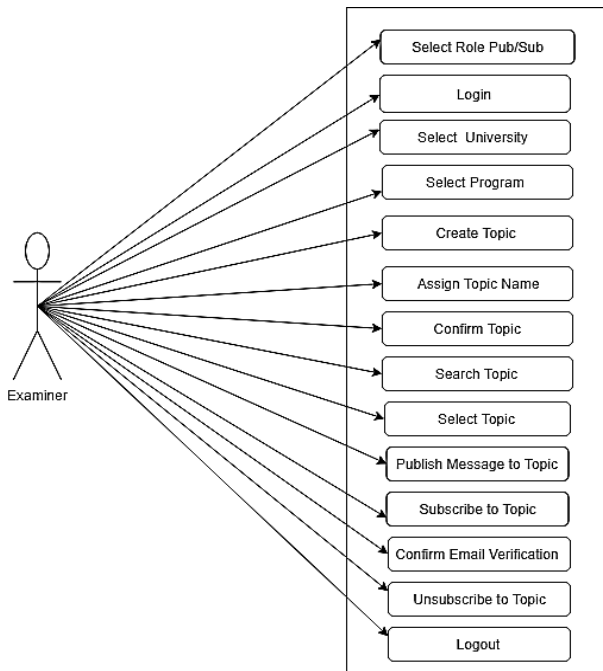 Select Role Pub/Sub
Login
Select University
Select Program
Create Topic
Assign Topic Name
Confirm Topic
Search Topic
Examiner
Select Topic
Publish Message to Topic
Subscribe to Topic
Confirm Email Verification
Unsubscribe to Topic
Logout